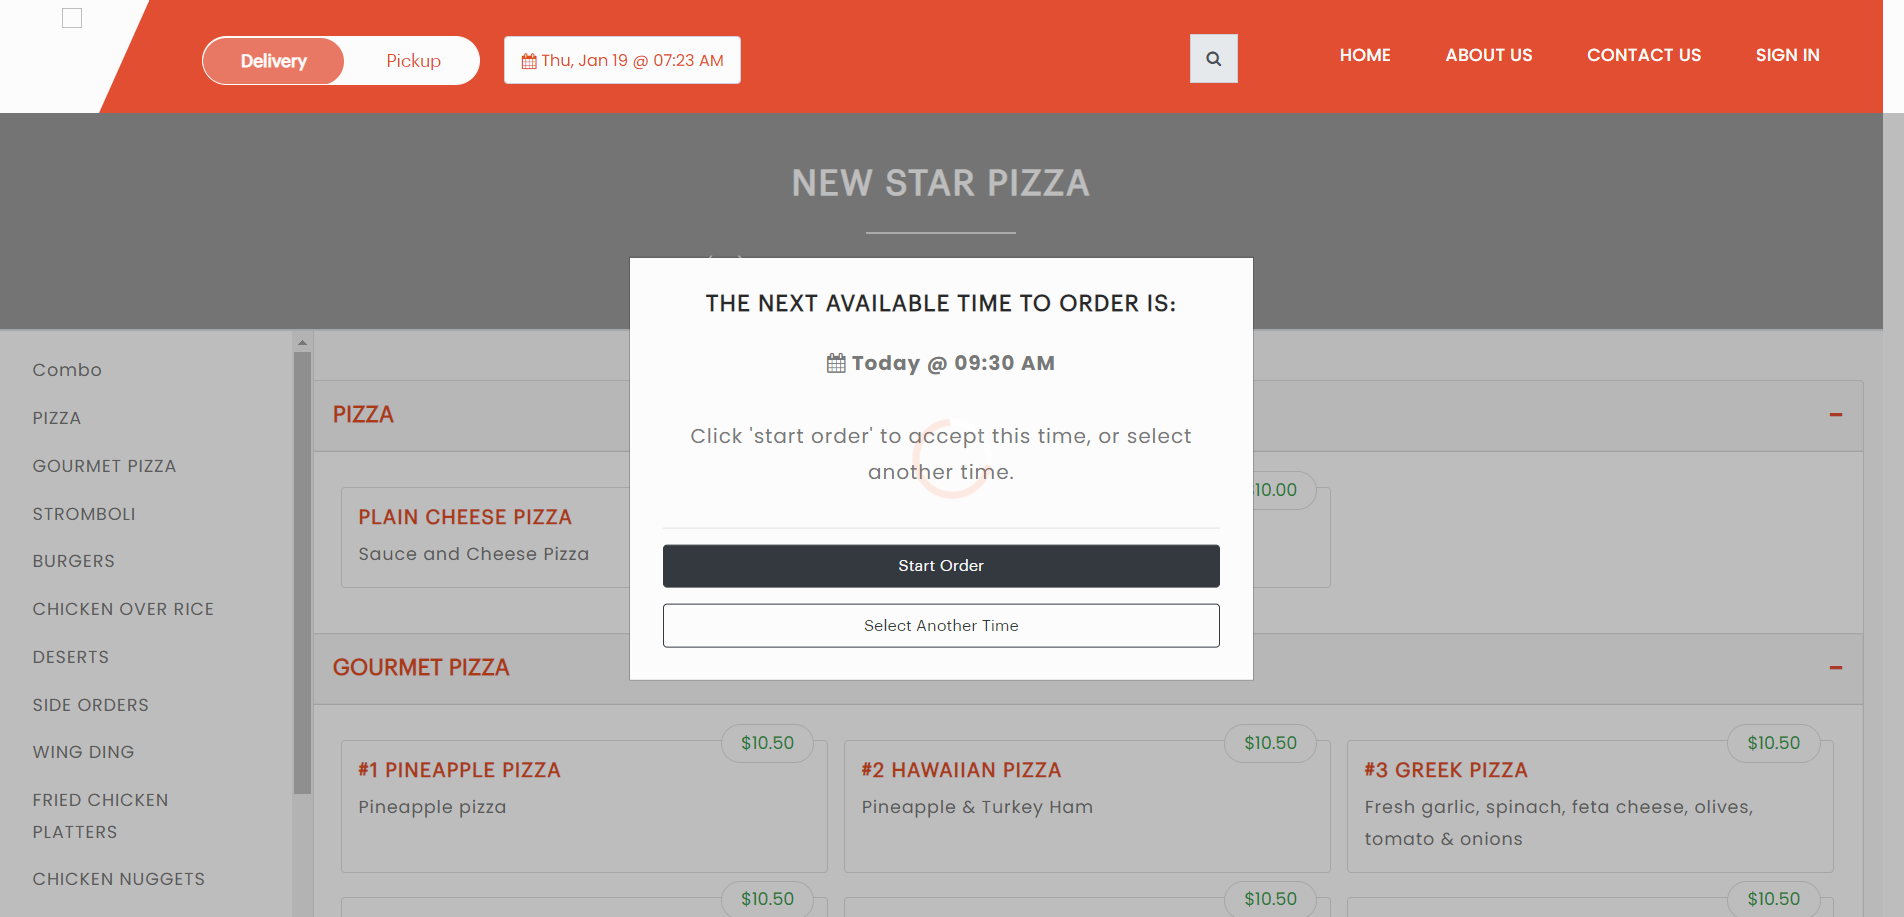 Delivery
Pickup
Thu, Jan 19 @ 07:23 AM
HOME
ABOUT US
CONTACT US
SIGN IN
NEW STAR PIZZA
THE NEXT AVAILABLE TIME TO ORDER IS:
Today @ 09:30 AM
Click 'start order' to accept this time, or select
another time.
Start Order
Select Another Time
Combo
PIZZA
GOURMET PIZZA
STROMBOLI
BURGERS
CHICKEN OVER RICE
DESERTS
SIDE ORDERS
WING DING
FRIED CHICKEN
PLATTERS
CHICKEN NUGGETS
PIZZA
PLAIN CHEESE PIZZA
Sauce and Cheese Pizza
10.00
GOURMET PIZZA
$10.50
#1 PINEAPPLE PIZZA
Pineapple pizza
$10.50
#2 HAWAIIAN PIZZA
Pineapple & Turkey Ham
$10.50
#3 GREEK PIZZA
Fresh garlic, spinach, feta cheese, olives,
tomato & onions
$10.50
$10.50
$10.50